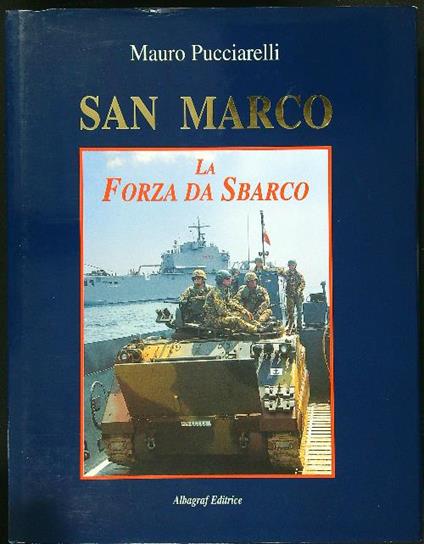 Mauro Pucciarelli
SAN MARCO
LA
FORZA DA SBARCO
Albagraf Editrice